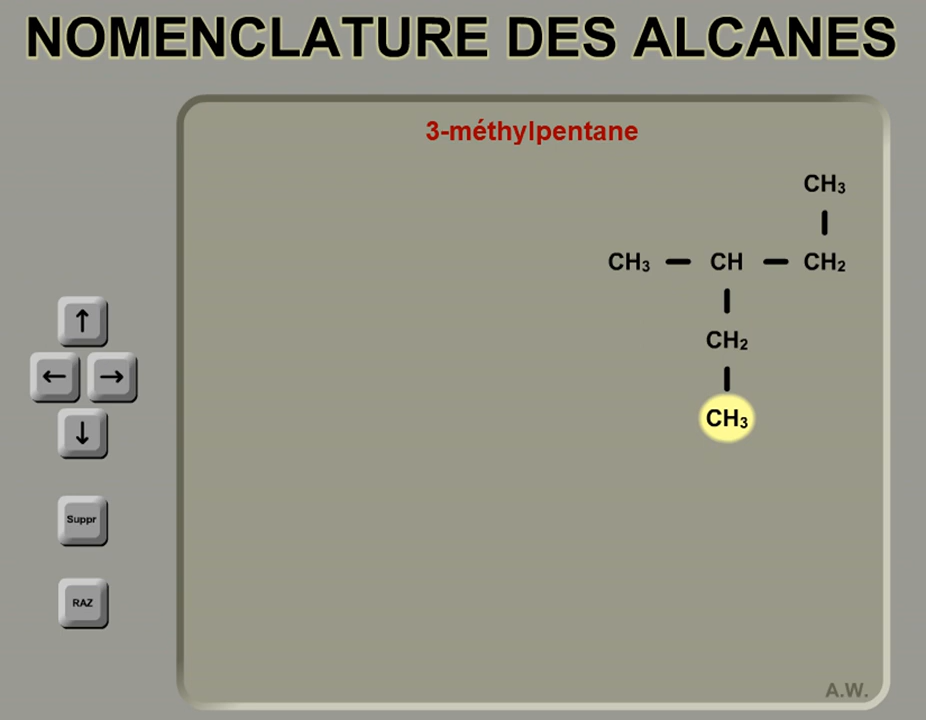 NOMENCLATURE DES ALCANES
3-méthylpentane
CH₃
CH₃ — CH — CH₂
CH₂
CH₃
↑
← →
↓
Suppr
RAZ
A.W.